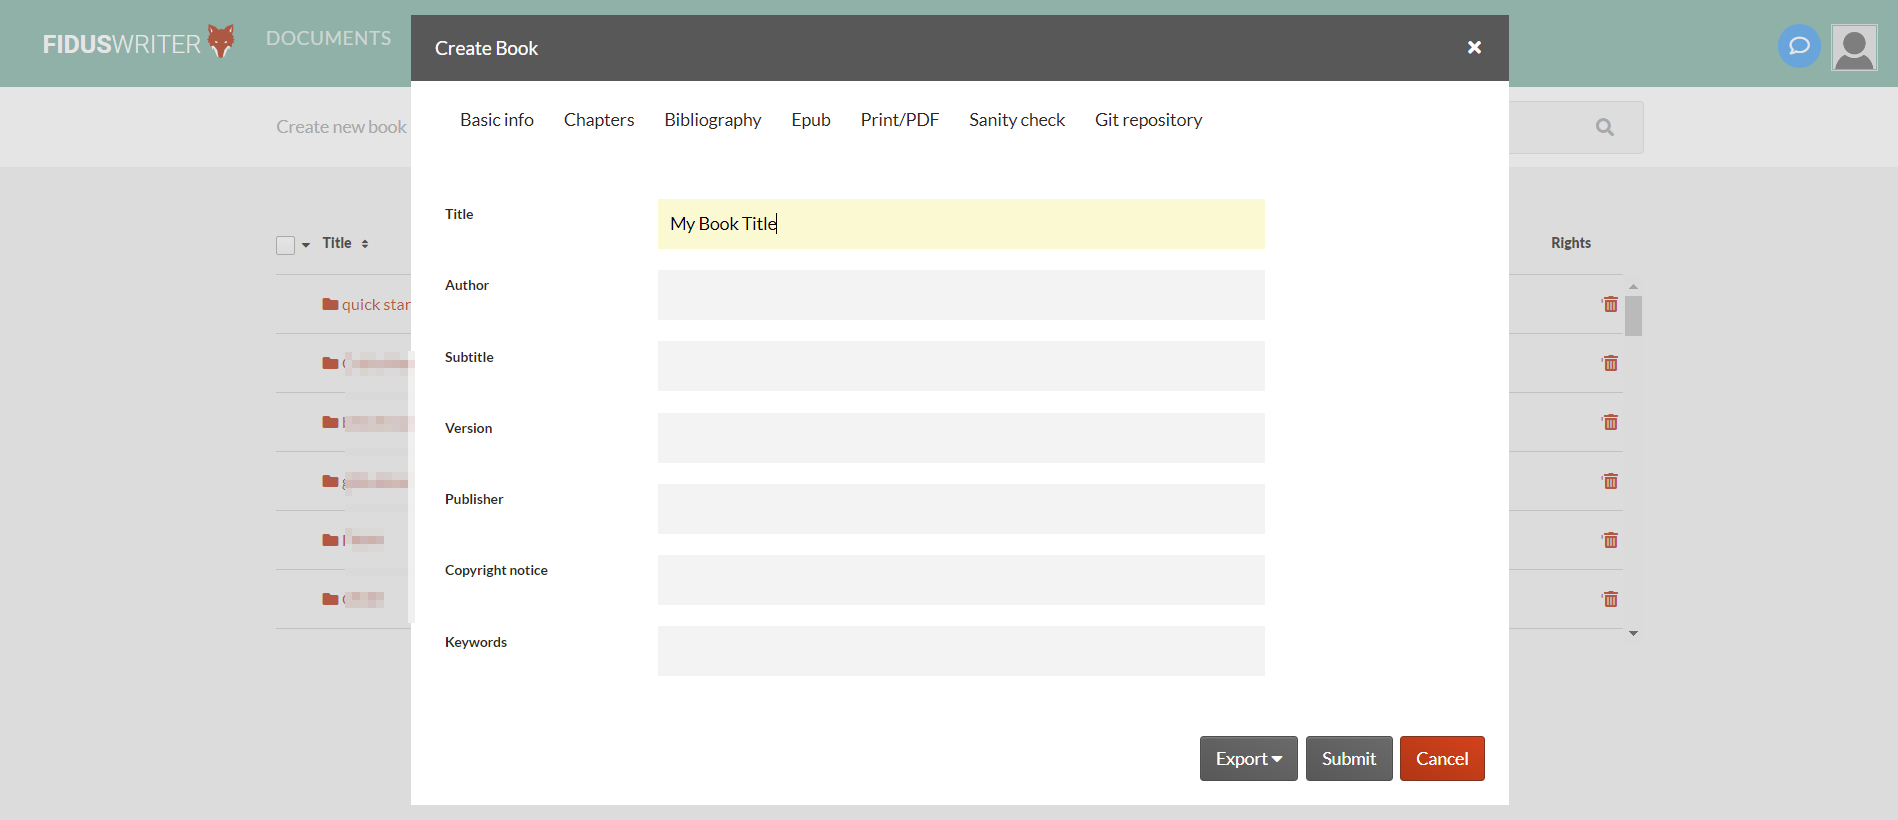 FIDUSWRITER
DOCUMENTS
Create Book
Create new book
Basic info
Chapters
Bibliography
Epub
Print/PDF
Sanity check
Git repository
Title
My Book Title
Author
Subtitle
Version
Publisher
Copyright notice
Keywords
Title
Rights
quick star
Export
Submit
Cancel